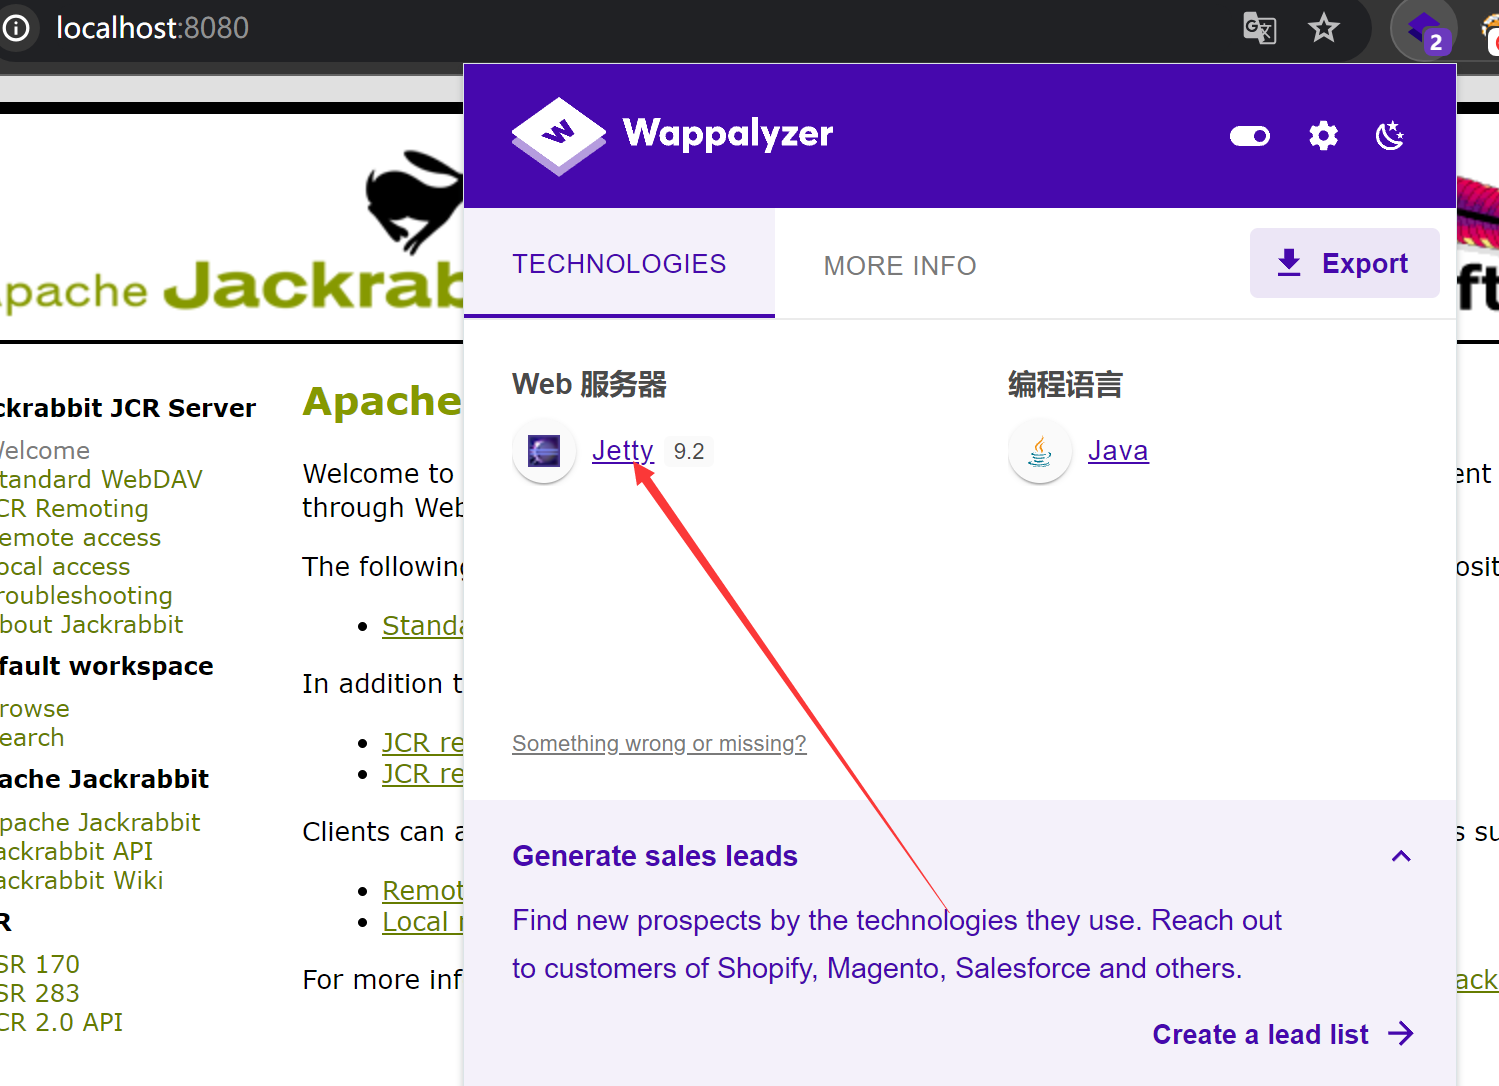 localhost:8080
2
Wappalyzer
TECHNOLOGIES
MORE INFO
Export
Web 服务器
编程语言
Jetty 9.2
Java
Something wrong or missing?
Generate sales leads
Find new prospects by the technologies they use. Reach out
to customers of Shopify, Magento, Salesforce and others.
Create a lead list
pache Jackrab
ft
ckrabbit JCR Server
elcome
tandard WebDAV
CR Remoting
emote access
ocal access
roubleshooting
bout Jackrabbit
fault workspace
rowse
earch
ache Jackrabbit
pache Jackrabbit
ackrabbit API
ackrabbit Wiki
R
SR 170
SR 283
CR 2.0 API
Apache
Welcome to
through Web
The following
Standa
In addition t
JCR re
JCR re
Clients can a
Remot
Local r
For more inf
ent
osit
s su
ack